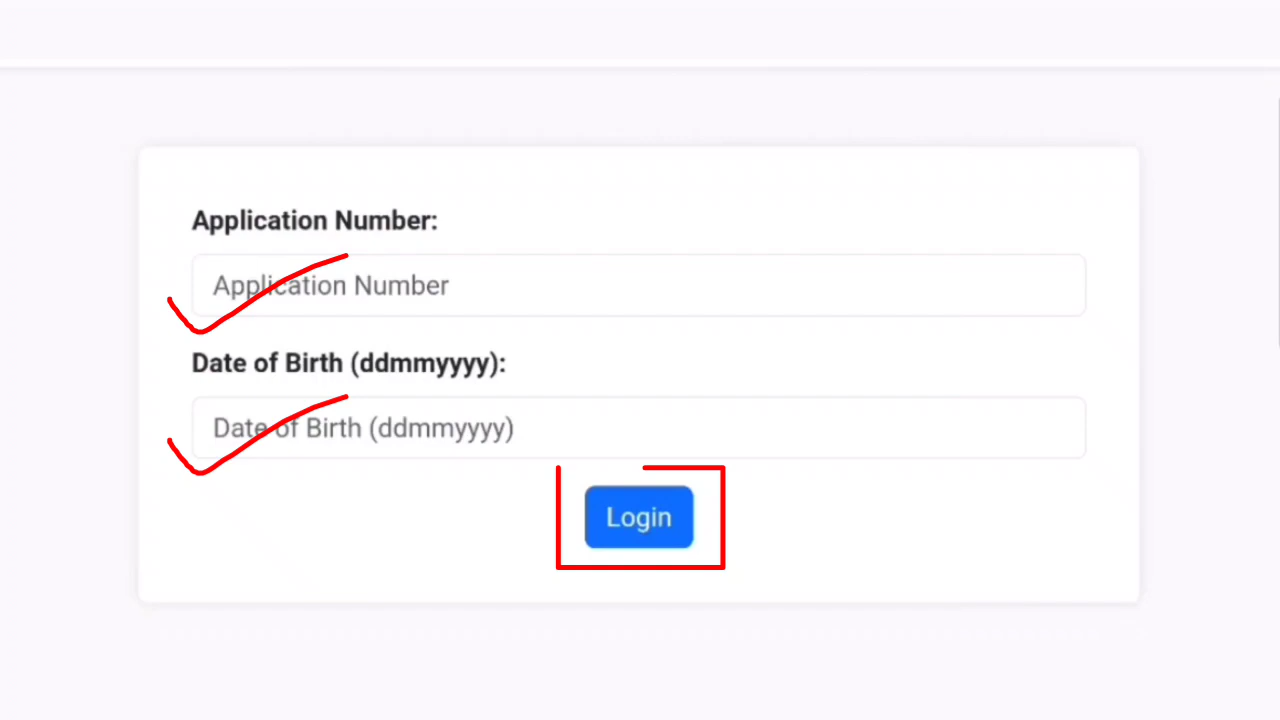 Application Number:
Application Number
Date of Birth (ddmmyyyy):
Date of Birth (ddmmyyyy)
Login